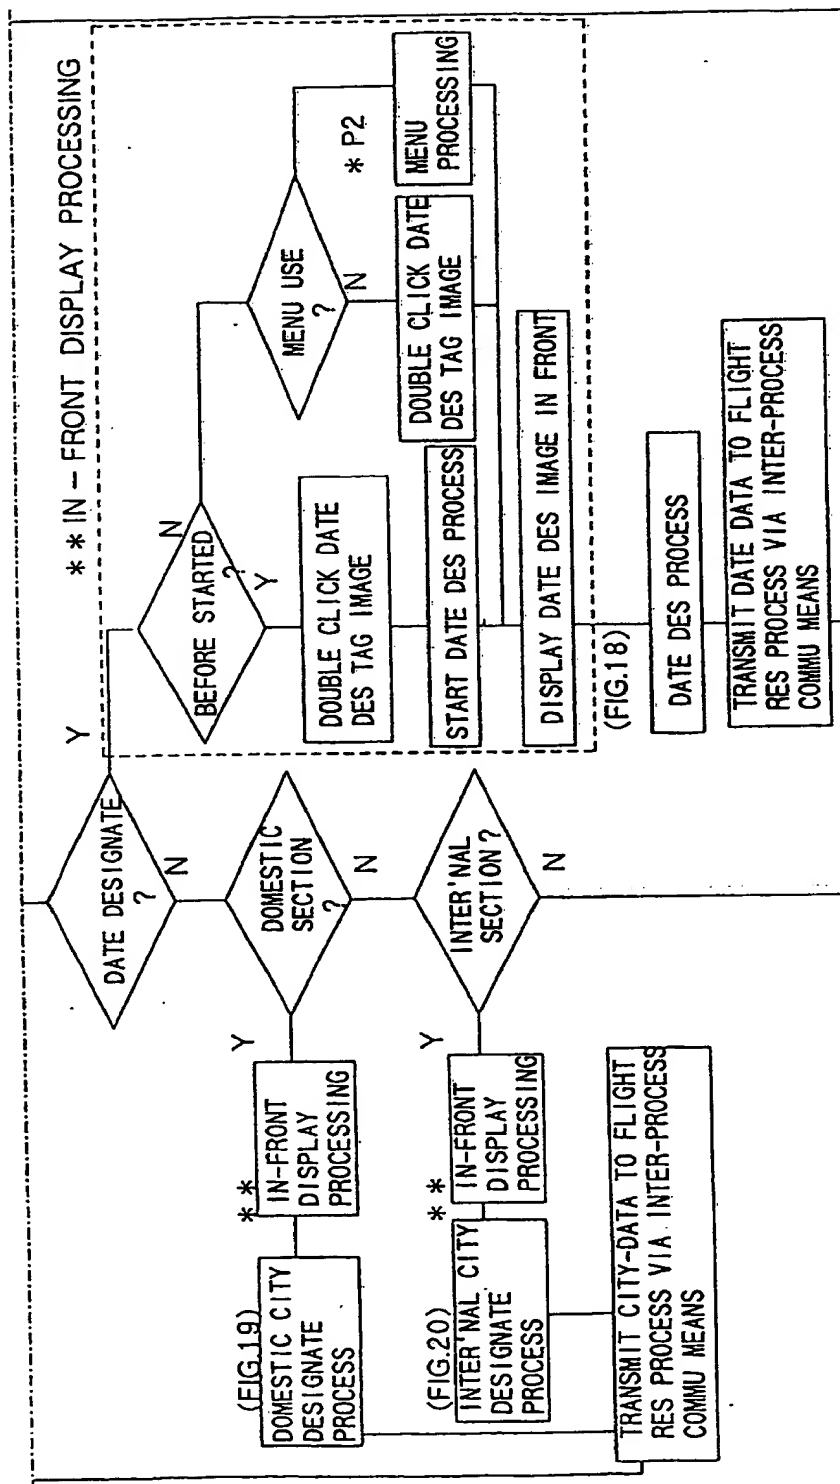 **IN-FRONT DISPLAY PROCESSING
DATE DESIGNATE
?
Y
N
BEFORE STARTED
?
N
Y
MENU USE
?
N
*P2
DOUBLE CLICK DATE
DES TAG IMAGE
START DATE DES PROCESS
DOUBLE CLICK DATE
DES TAG IMAGE
MENU
PROCESSING
DISPLAY DATE DES IMAGE IN FRONT
(FIG.18)
DATE DES PROCESS
TRANSMIT DATE DATA TO FLIGHT
RES PROCESS VIA INTER-PROCESS
COMMU MEANS
DOMESTIC
SECTION
?
Y
N
**
IN-FRONT
DISPLAY
PROCESSING
(FIG.19)
DOMESTIC CITY
DESIGNATE
PROCESS
INTER'NAL
SECTION?
Y
N
**
IN-FRONT
DISPLAY
PROCESSING
(FIG.20)
INTER'NAL CITY
DESIGNATE
PROCESS
TRANSMIT CITY-DATA TO FLIGHT
RES PROCESS VIA INTER-PROCESS
COMMU MEANS